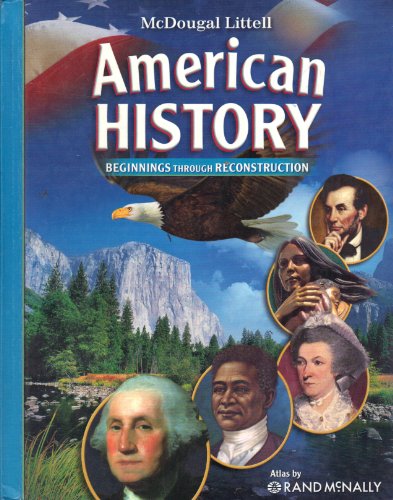 McDougal Littell
American
HISTORY
BEGINNINGS THROUGH RECONSTRUCTION
Atlas by
RAND McNALLY